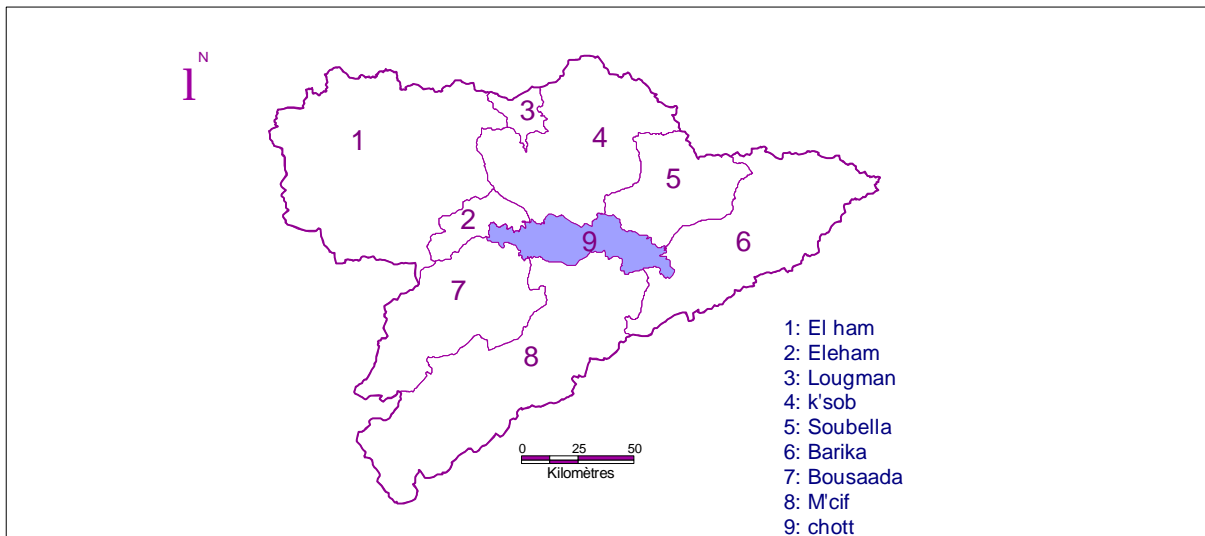 N
l
3
1
4
5
2
9
6
7
8
0 25 50
Kilomètres
1: El ham
2: Eleham
3: Lougman
4: k'sob
5: Soubella
6: Barika
7: Bousaada
8: M'cif
9: chott